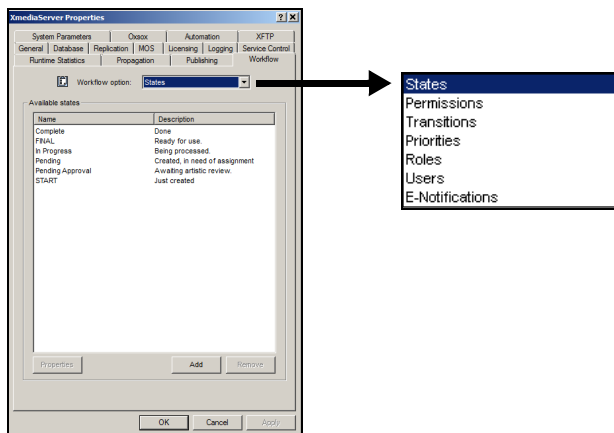 XmediaServer Properties
System Parameters Oxsox Automation XFTP
General Database Replication MOS Licensing Logging Service Control
Runtime Statistics Propagation Publishing Workflow
Workflow option: States
Available states
Name Description
Complete Done
FINAL Ready for use.
In Progress Being processed.
Pending Created, in need of assignment
Pending Approval Awaiting artistic review.
START Just created
Properties Add Remove
OK Cancel Apply
States
Permissions
Transitions
Priorities
Roles
Users
E-Notifications